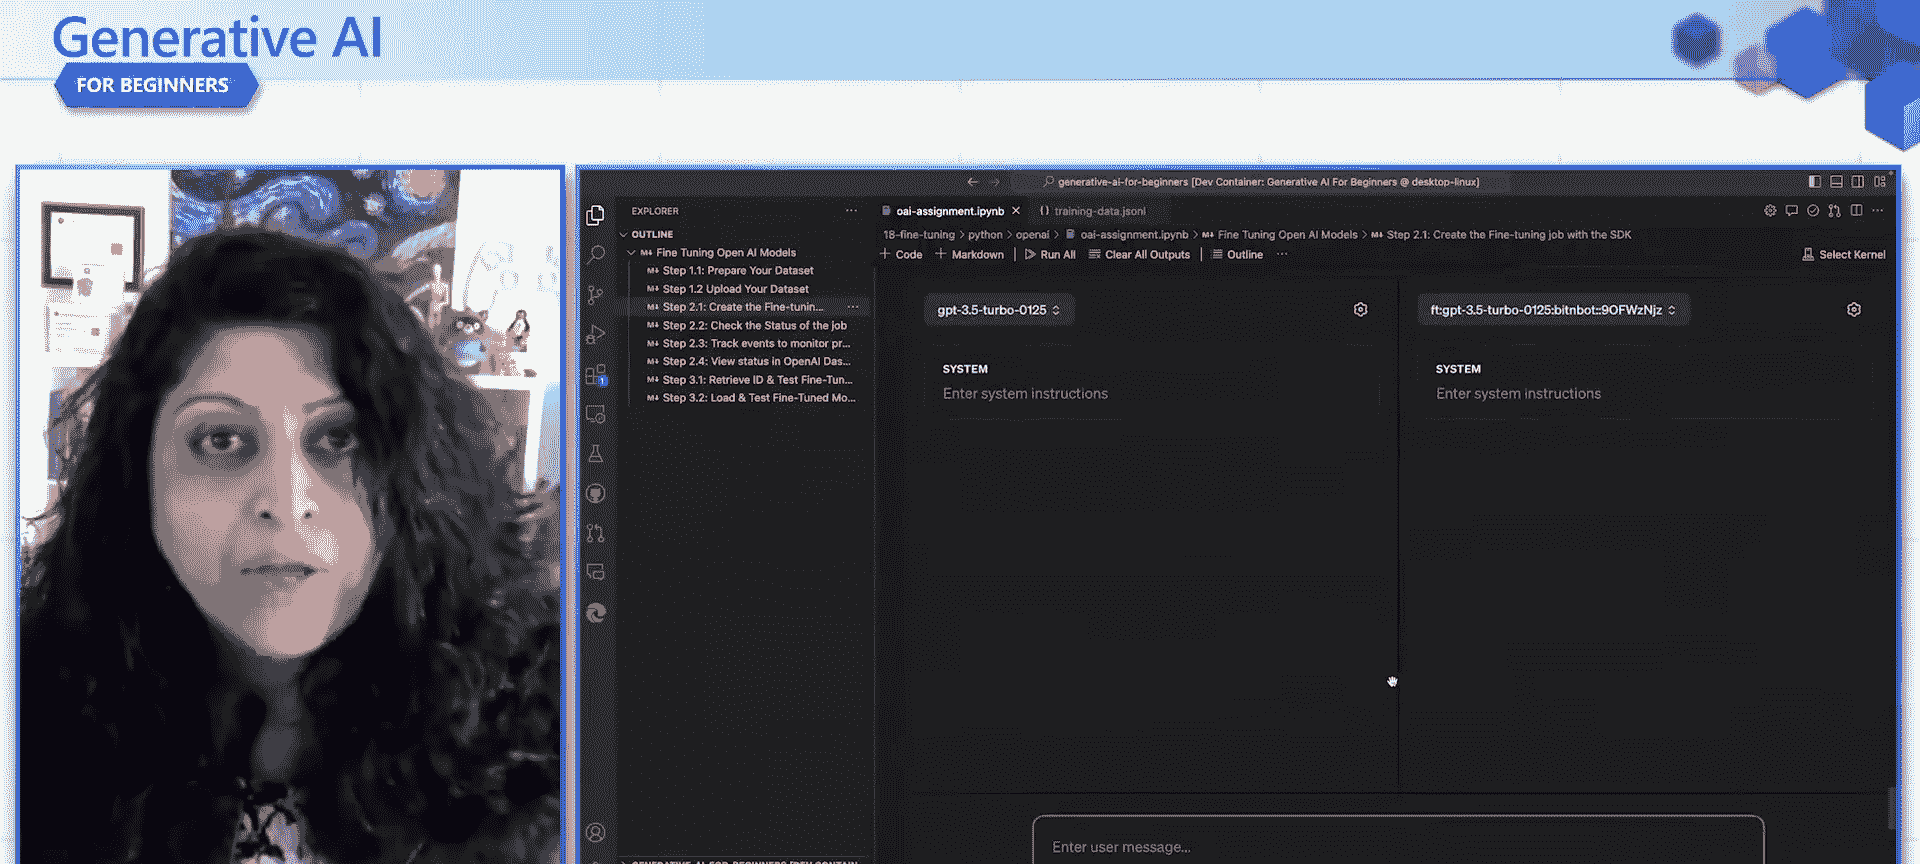 Generative AI
FOR BEGINNERS
generative-ai-for-beginners [Dev Container: Generative AI For Beginners @ desktop-linux]
EXPLORER
OUTLINE
Fine Tuning Open AI Models
Step 1.1: Prepare Your Dataset
Step 1.2 Upload Your Dataset
Step 2.1: Create the Fine-tunin...
Step 2.2: Check the Status of the job
Step 2.3: Track events to monitor pr...
Step 2.4: View status in OpenAI Das...
Step 3.1: Retrieve ID & Test Fine-Tun...
Step 3.2: Load & Test Fine-Tuned Mo...
oai-assignment.ipynb
training-data.jsonl
18-fine-tuning > python > openai > oai-assignment.ipynb > M↓ Fine Tuning Open AI Models > M↓ Step 2.1: Create the Fine-tuning job with the SDK
+ Code + Markdown Run All Clear All Outputs Outline ... Select Kernel
gpt-3.5-turbo-0125
SYSTEM
Enter system instructions
ft:gpt-3.5-turbo-0125:bitnbot::9OFWzNjz
SYSTEM
Enter system instructions
Enter user message...